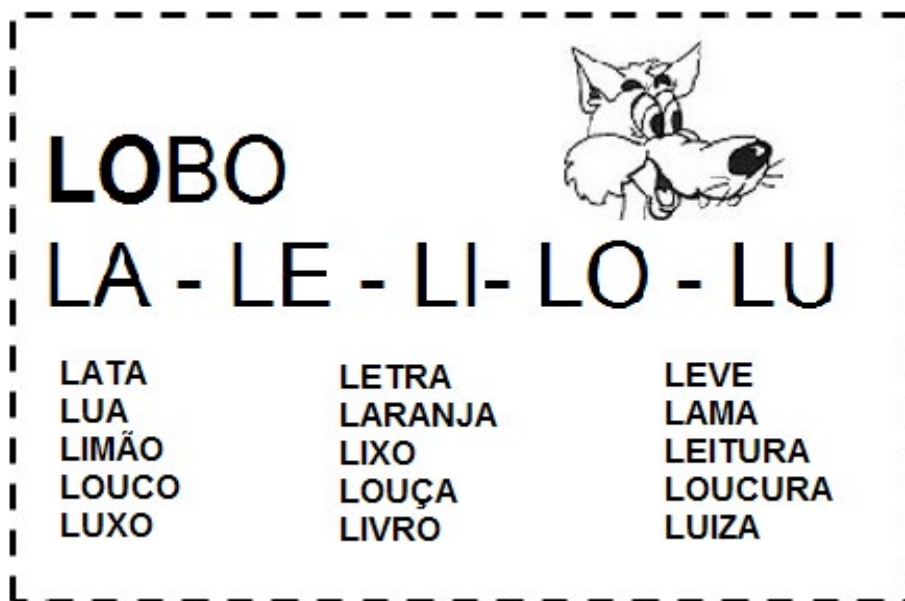 LOBO
LA - LE - LI- LO - LU
LATA
LUA
LIMÃO
LOUCO
LUXO
LETRA
LARANJA
LIXO
LOUÇA
LIVRO
LEVE
LAMA
LEITURA
LOUCURA
LUIZA